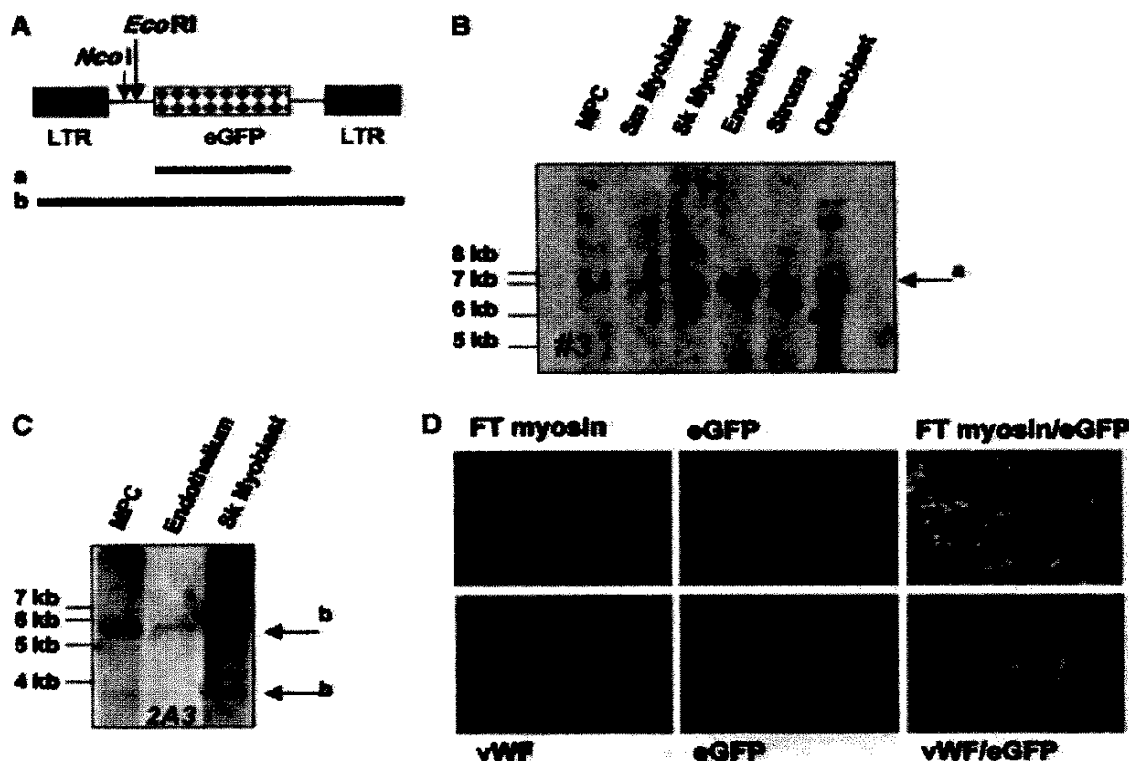 A
EcoRI
NcoI
LTR
eGFP
LTR
a
b
B
MPC
Sm Myoblast
Sk Myoblast
Endothelium
Stroma
Osteoblast
8 kb
7 kb
6 kb
5 kb
a
#3
C
MPC
Endothelium
Sk Myoblast
7 kb
6 kb
5 kb
4 kb
b
b
2A3
D
FT myosin
eGFP
FT myosin/eGFP
vWF
eGFP
vWF/eGFP